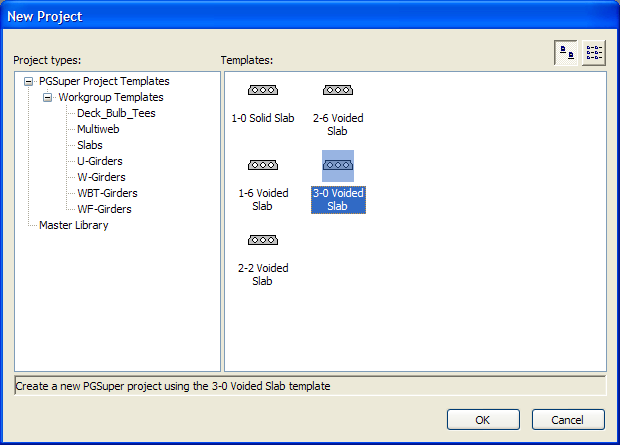 New Project
Project types:
Templates:
PGSuper Project Templates
Workgroup Templates
Deck_Bulb_Tees
Multiweb
Slabs
U-Girders
W-Girders
WBT-Girders
WF-Girders
Master Library
1-0 Solid Slab
2-6 Voided
Slab
1-6 Voided
Slab
3-0 Voided
Slab
2-2 Voided
Slab
Create a new PGSuper project using the 3-0 Voided Slab template
OK
Cancel